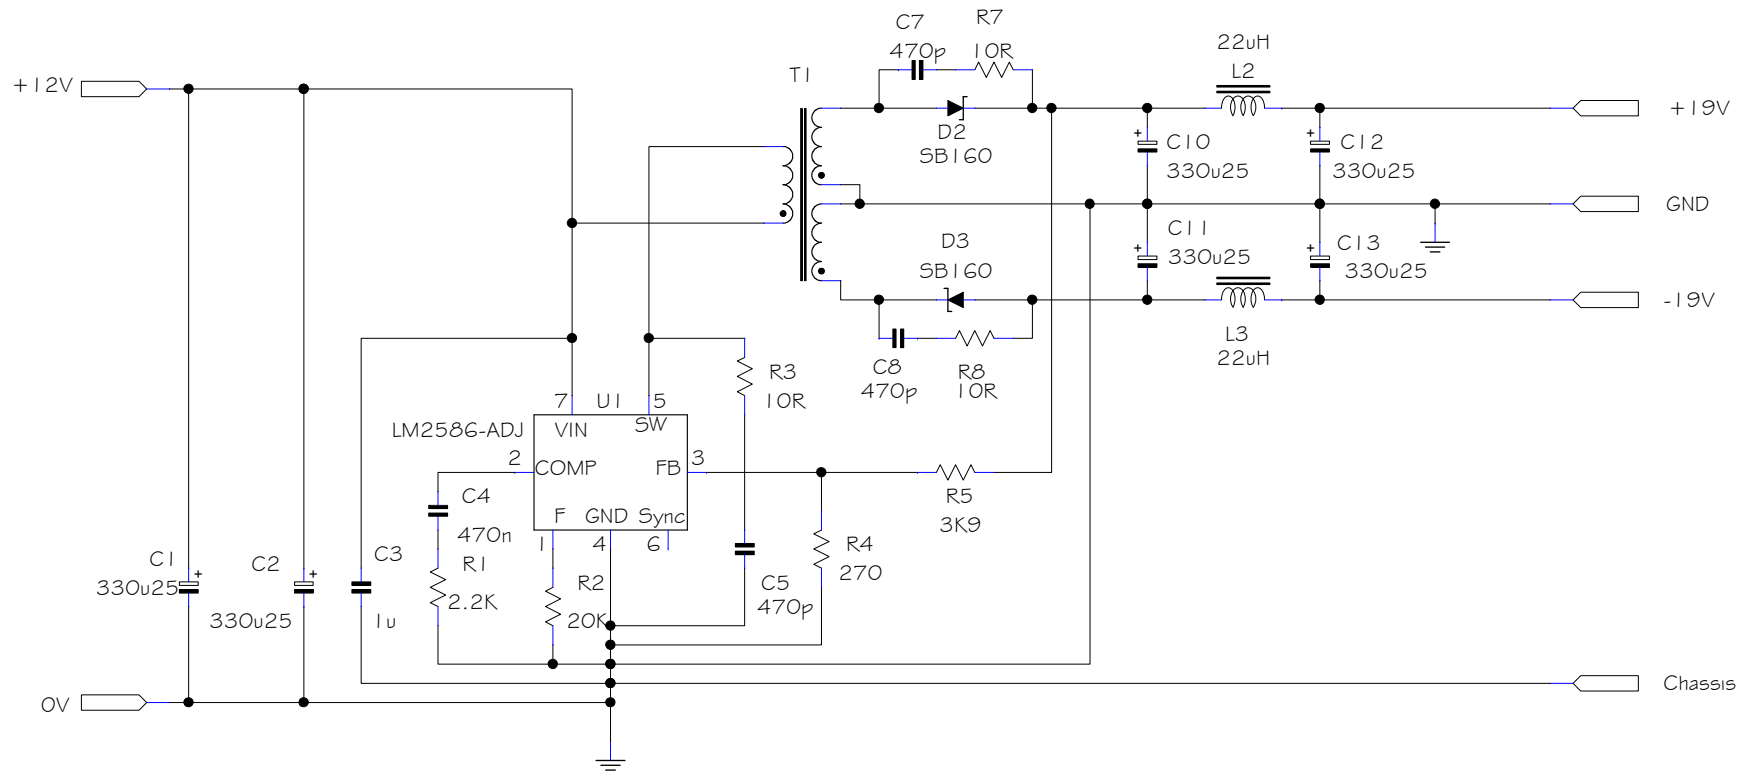 C7
470p
R7
10R
22uH
L2
T1
+12V
+19V
D2
SB160
C10
330u25
C12
330u25
GND
C11
330u25
C13
330u25
D3
SB160
-19V
L3
22uH
C8
470p
R8
10R
R3
10R
7
U1
5
LM2586-ADJ
VIN
SW
2
COMP
FB
3
C4
470n
R5
3K9
F
GND
Sync
1
4
6
R4
270
C1
330u25
C2
330u25
C3
1u
R1
2.2K
R2
20K
C5
470p
Chassis
0V